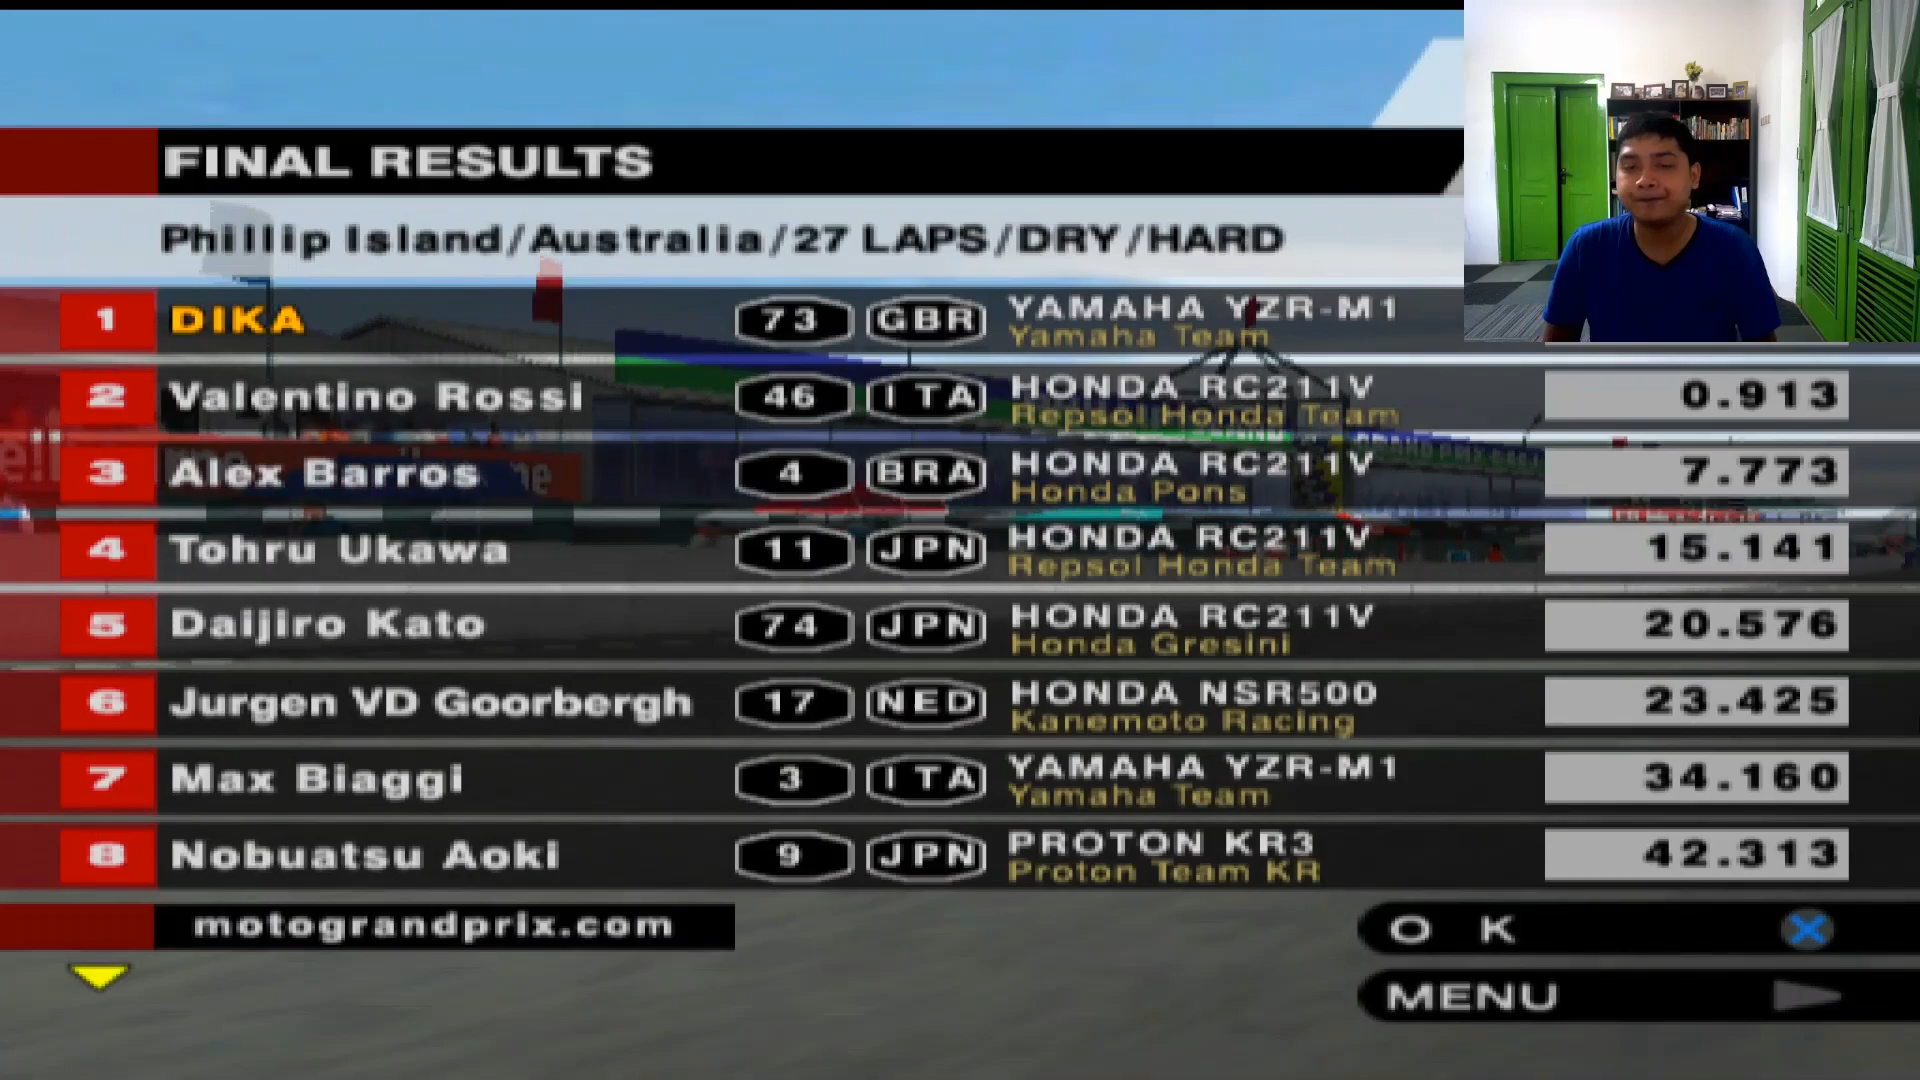 FINAL RESULTS
Phillip Island/Australia/27 LAPS/DRY/HARD
1 DIKA 73 GBR YAMAHA YZR-M1
Yamaha Team
2 Valentino Rossi 46 ITA HONDA RC211V 0.913
Repsol Honda Team
3 Alex Barros 4 BRA HONDA RC211V 7.773
Honda Pons
4 Tohru Ukawa 11 JPN HONDA RC211V 15.141
Repsol Honda Team
5 Daijiro Kato 74 JPN HONDA RC211V 20.576
Honda Gresini
6 Jurgen VD Goorbergh 17 NED HONDA NSR500 23.425
Kanemoto Racing
7 Max Biaggi 3 ITA YAMAHA YZR-M1 34.160
Yamaha Team
8 Nobuatsu Aoki 9 JPN PROTON KR3 42.313
Proton Team KR
motograndprix.com
OK
MENU